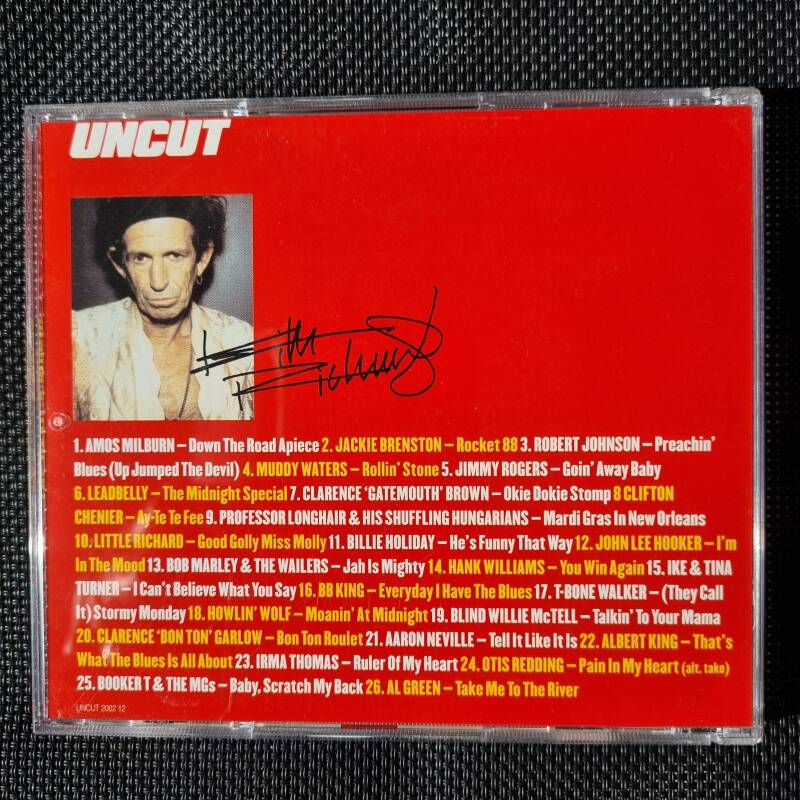 UNCUT
Keith Richards
1. AMOS MILBURN – Down The Road Apiece 2. JACKIE BRENSTON – Rocket 88 3. ROBERT JOHNSON – Preachin'
Blues (Up Jumped The Devil) 4. MUDDY WATERS – Rollin' Stone 5. JIMMY ROGERS – Goin' Away Baby
6. LEADBELLY – The Midnight Special 7. CLARENCE 'GATEMOUTH' BROWN – Okie Dokie Stomp 8 CLIFTON
CHENIER – Ay-Te Te Fee 9. PROFESSOR LONGHAIR & HIS SHUFFLING HUNGARIANS – Mardi Gras In New Orleans
10. LITTLE RICHARD – Good Golly Miss Molly 11. BILLIE HOLIDAY – He's Funny That Way 12. JOHN LEE HOOKER – I'm
In The Mood 13. BOB MARLEY & THE WAILERS – Jah Is Mighty 14. HANK WILLIAMS – You Win Again 15. IKE & TINA
TURNER – I Can't Believe What You Say 16. BB KING – Everyday I Have The Blues 17. T-BONE WALKER – (They Call
It) Stormy Monday 18. HOWLIN' WOLF – Moanin' At Midnight 19. BLIND WILLIE McTELL – Talkin' To Your Mama
20. CLARENCE 'BON TON' GARLOW – Bon Ton Roulet 21. AARON NEVILLE – Tell It Like It Is 22. ALBERT KING – That's
What The Blues Is All About 23. IRMA THOMAS – Ruler Of My Heart 24. OTIS REDDING – Pain In My Heart (alt. take)
25. BOOKER T & THE MGs – Baby, Scratch My Back 26. AL GREEN – Take Me To The River
UNCUT 2002 12